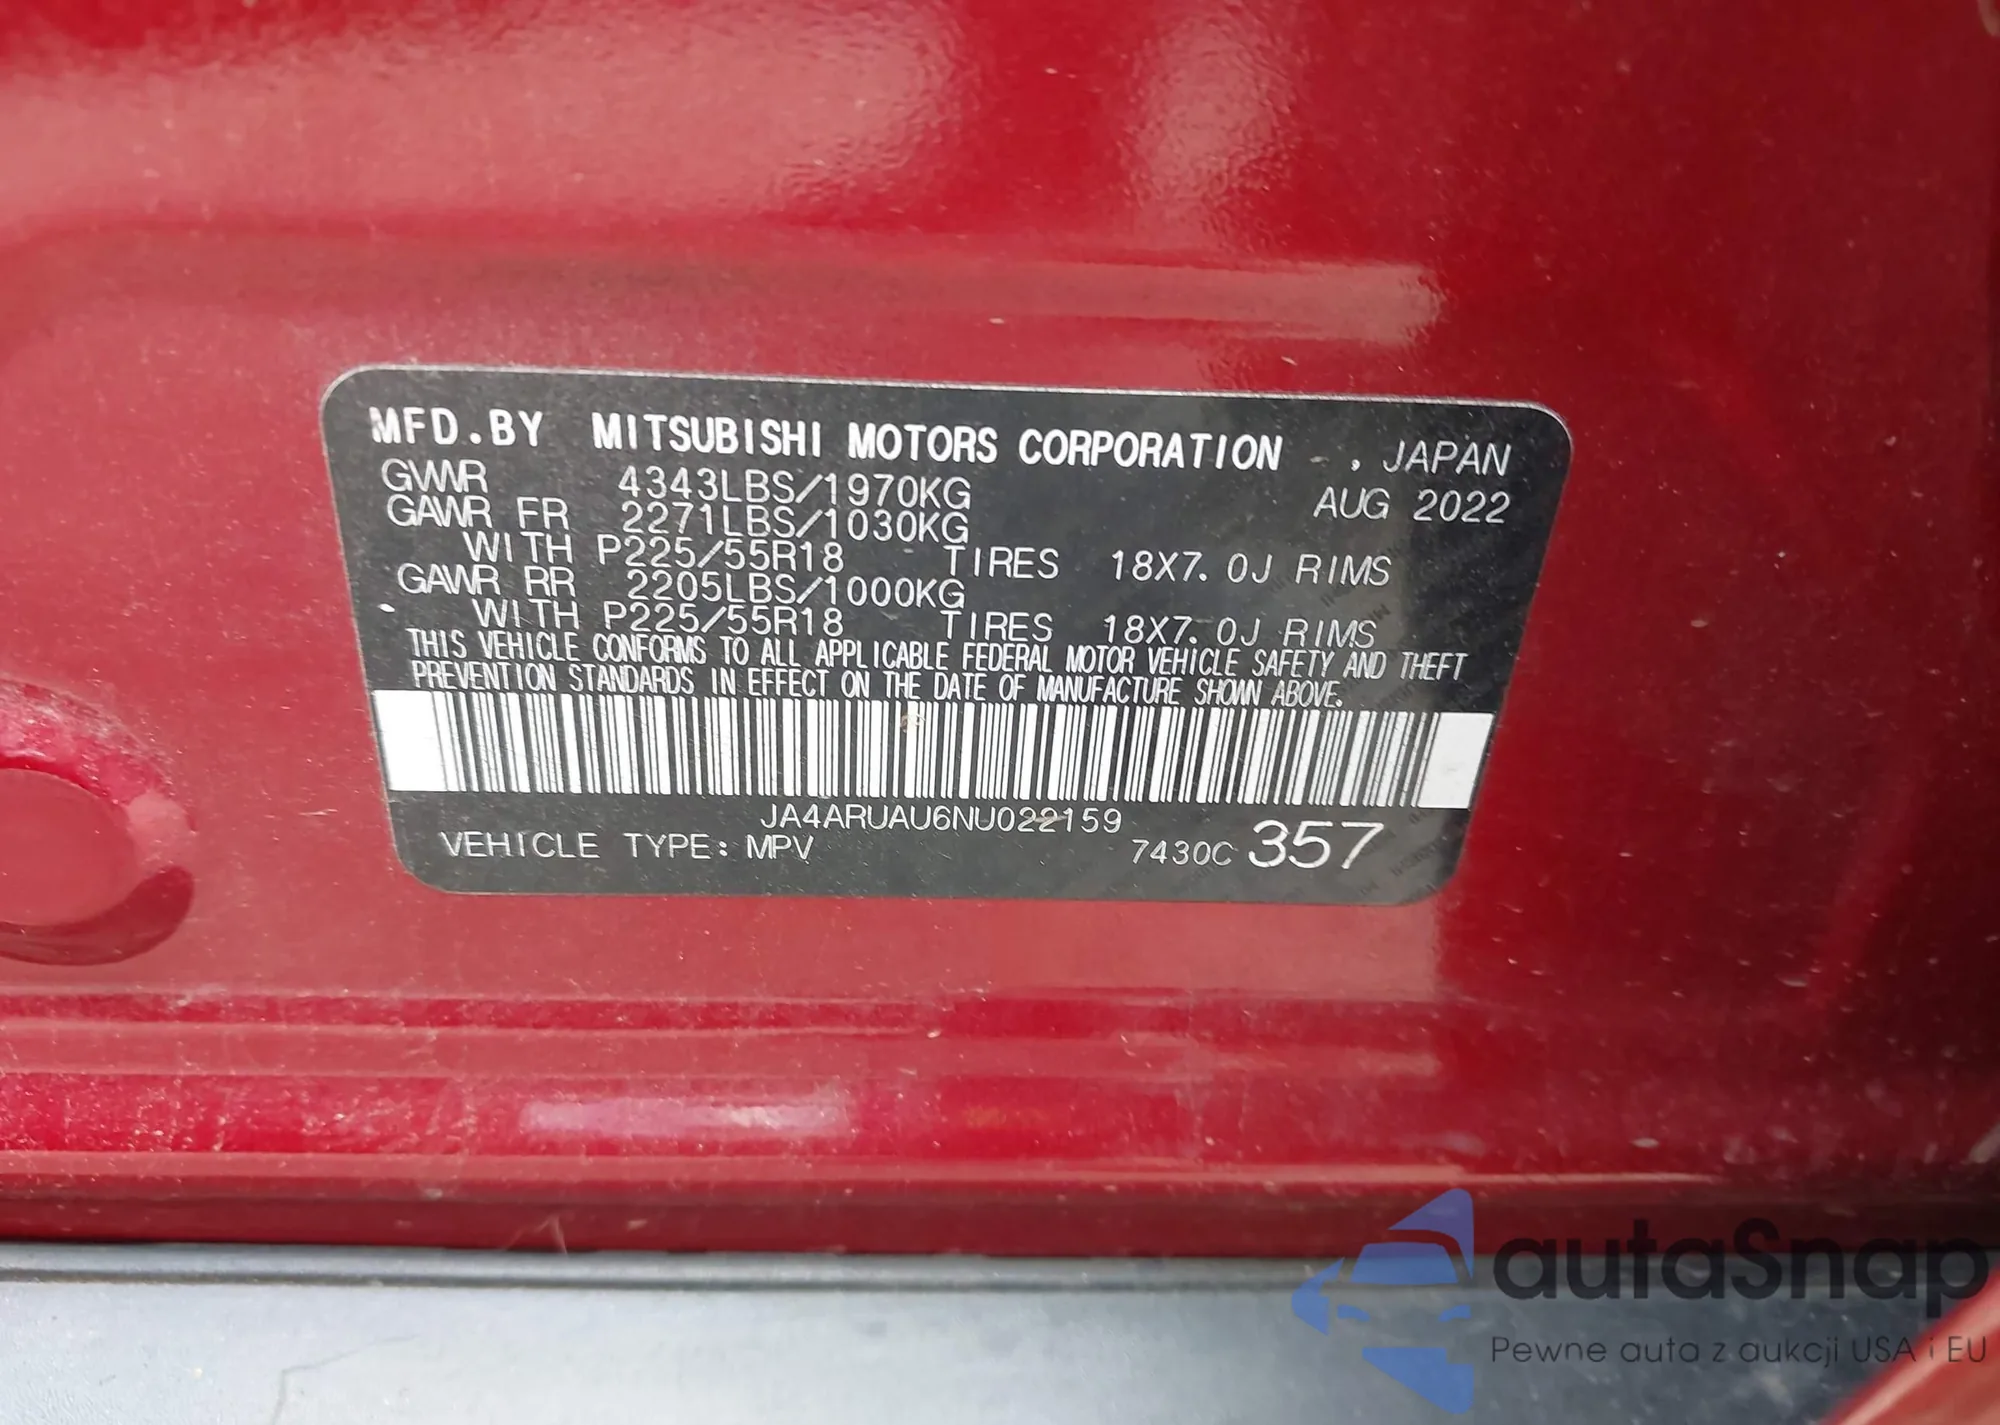 MFD.BY MITSUBISHI MOTORS CORPORATION , JAPAN
GVWR 4343LBS/1970KG AUG 2022
GAWR FR 2271LBS/1030KG
WITH P225/55R18 TIRES 18X7.0J RIMS
GAWR RR 2205LBS/1000KG
WITH P225/55R18 TIRES 18X7.0J RIMS
THIS VEHICLE CONFORMS TO ALL APPLICABLE FEDERAL MOTOR VEHICLE SAFETY AND THEFT
PREVENTION STANDARDS IN EFFECT ON THE DATE OF MANUFACTURE SHOWN ABOVE.
JA4ARUAU6NU022159
VEHICLE TYPE: MPV 7430C 357
autaSnap
Pewne auta z aukcji USA i EU